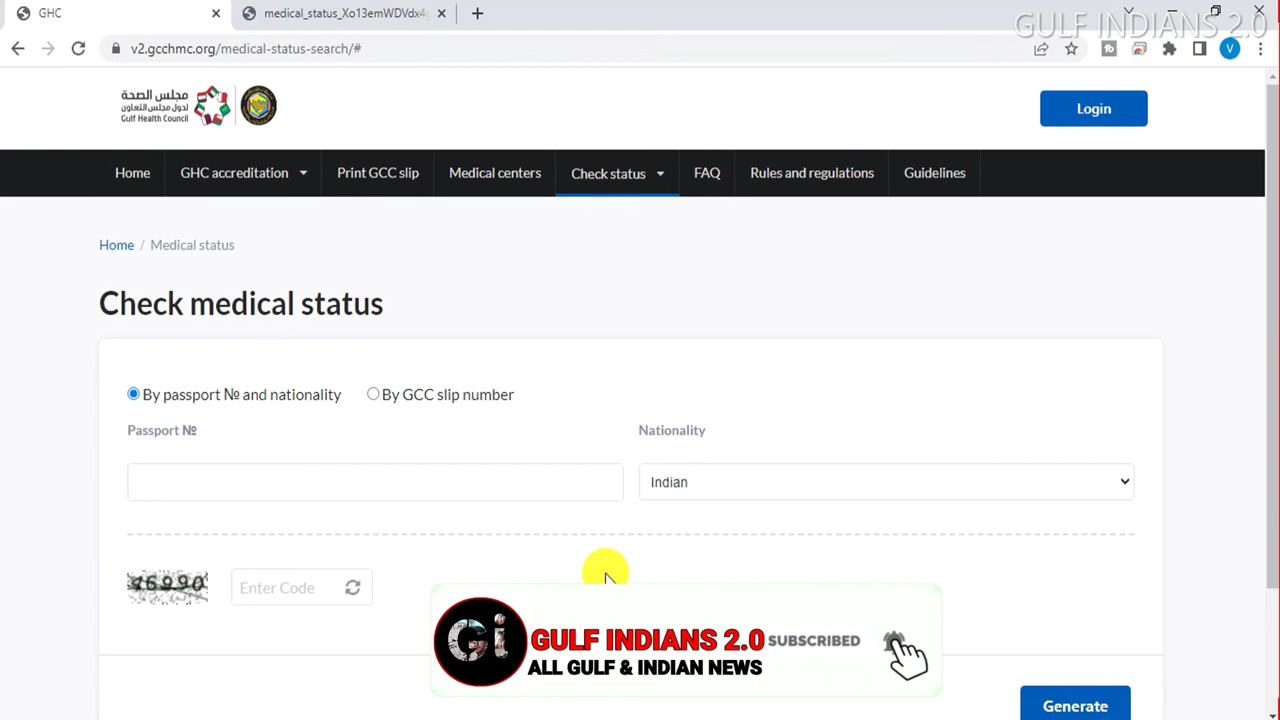 GHC
medical_status_Xo13emWDVdx4
GULF INDIANS 2.0
v2.gcchmc.org/medical-status-search/#
V
مجلس الصحة
لدول مجلس التعاون
Gulf Health Council
Login
Home
GHC accreditation
Print GCC slip
Medical centers
Check status
FAQ
Rules and regulations
Guidelines
Home / Medical status
Check medical status
By passport № and nationality
By GCC slip number
Passport №
Nationality
Indian
Enter Code
Gi
GULF INDIANS 2.0
SUBSCRIBED
ALL GULF & INDIAN NEWS
Generate